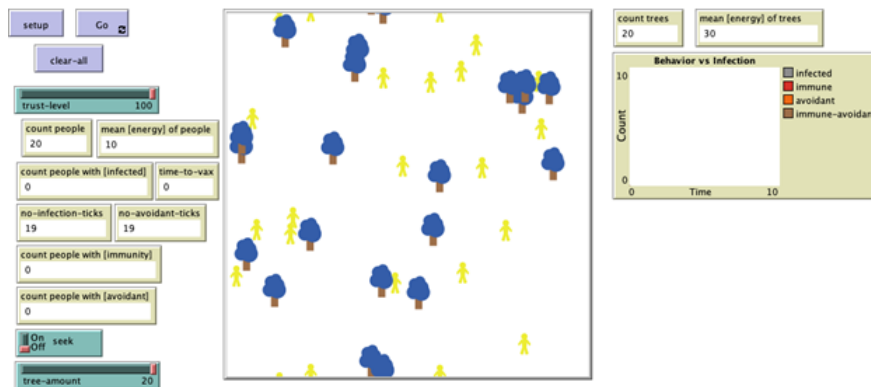 setup
Go
clear-all
trust-level 100
count people
20
mean [energy] of people
10
count people with [infected]
0
time-to-vax
0
no-infection-ticks
19
no-avoidant-ticks
19
count people with [immunity]
0
count people with [avoidant]
0
On
Off
seek
tree-amount 20
count trees
20
mean [energy] of trees
30
Behavior vs Infection
10
Count
0
0 Time 10
infected
immune
avoidant
immune-avoidan